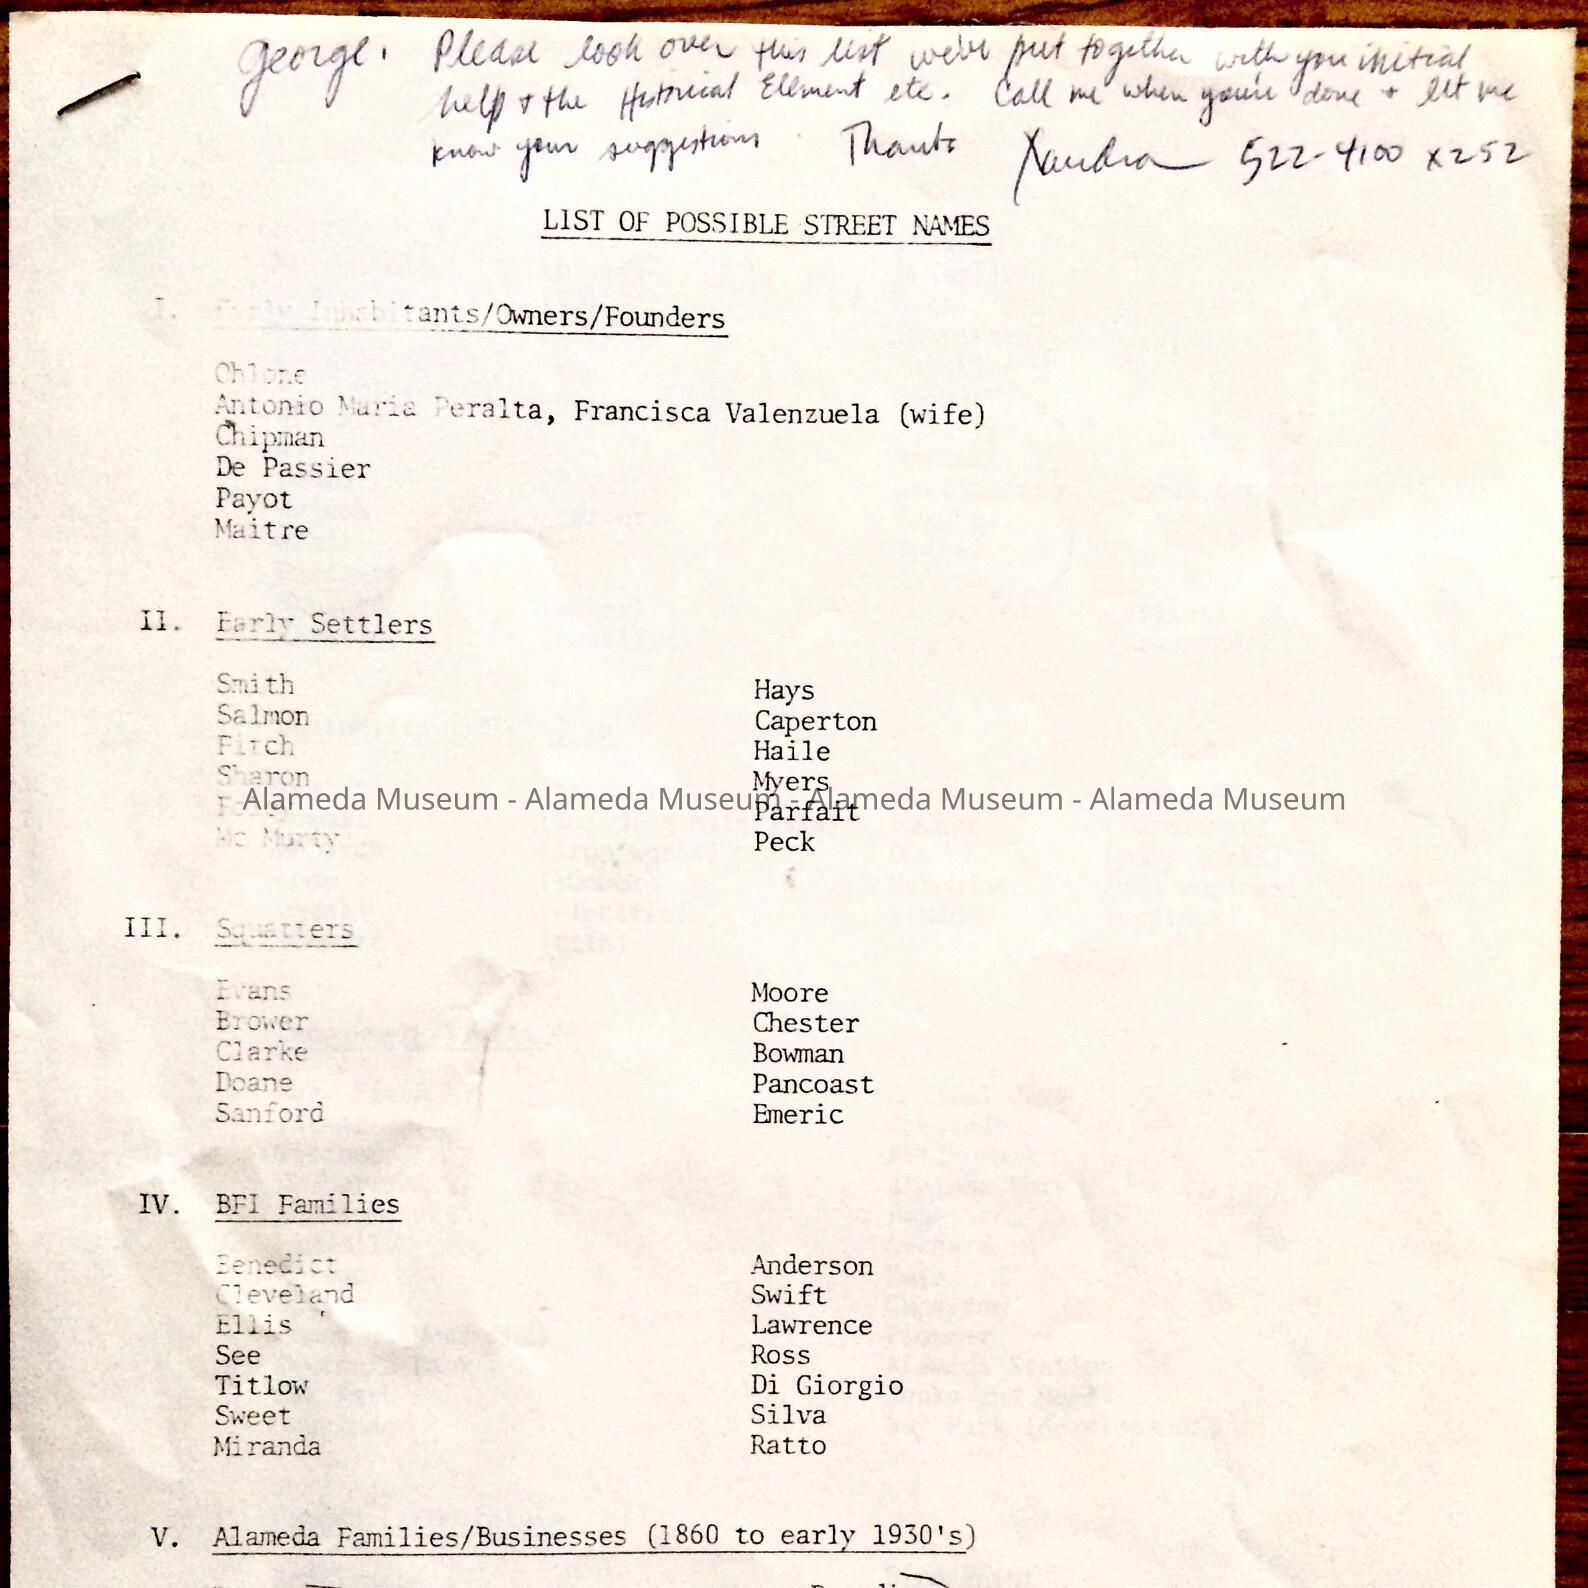 George, Please look over this list we've put together with you initial
help & the Historical Element etc. Call me when you're done & let me
know your suggestions. Thanks Xandra 522-4100 x252
LIST OF POSSIBLE STREET NAMES
I. Early Inhabitants/Owners/Founders
Ohlone
Antonio Maria Peralta, Francisca Valenzuela (wife)
Chipman
De Passier
Payot
Maitre
II. Early Settlers
Smith
Salmon
Fitch
Sharon
Mc Murty
Hays
Caperton
Haile
Myers
Parfait
Peck
Alameda Museum - Alameda Museum - Alameda Museum - Alameda Museum
III. Squatters
Evans
Brower
Clarke
Doane
Sanford
Moore
Chester
Bowman
Pancoast
Emeric
IV. BFI Families
Benedict
Cleveland
Ellis
See
Titlow
Sweet
Miranda
Anderson
Swift
Lawrence
Ross
Di Giorgio
Silva
Ratto
V. Alameda Families/Businesses (1860 to early 1930's)